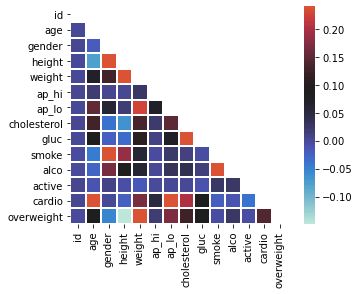 id
age
gender
height
weight
ap_hi
ap_lo
cholesterol
gluc
smoke
alco
active
cardio
overweight
id
age
gender
height
weight
ap_hi
ap_lo
cholesterol
gluc
smoke
alco
active
cardio
overweight
0.20
0.15
0.10
0.05
0.00
−0.05
−0.10